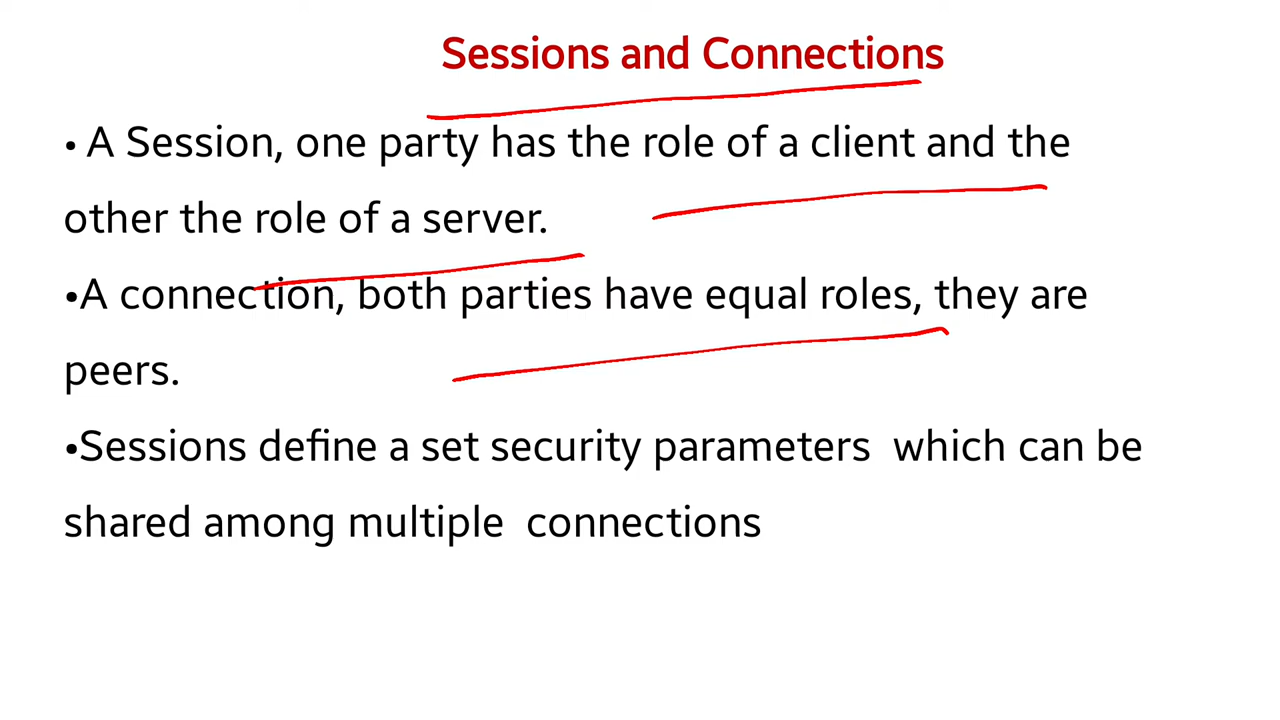 Sessions and Connections
• A Session, one party has the role of a client and the
other the role of a server.
•A connection, both parties have equal roles, they are
peers.
•Sessions define a set security parameters which can be
shared among multiple connections